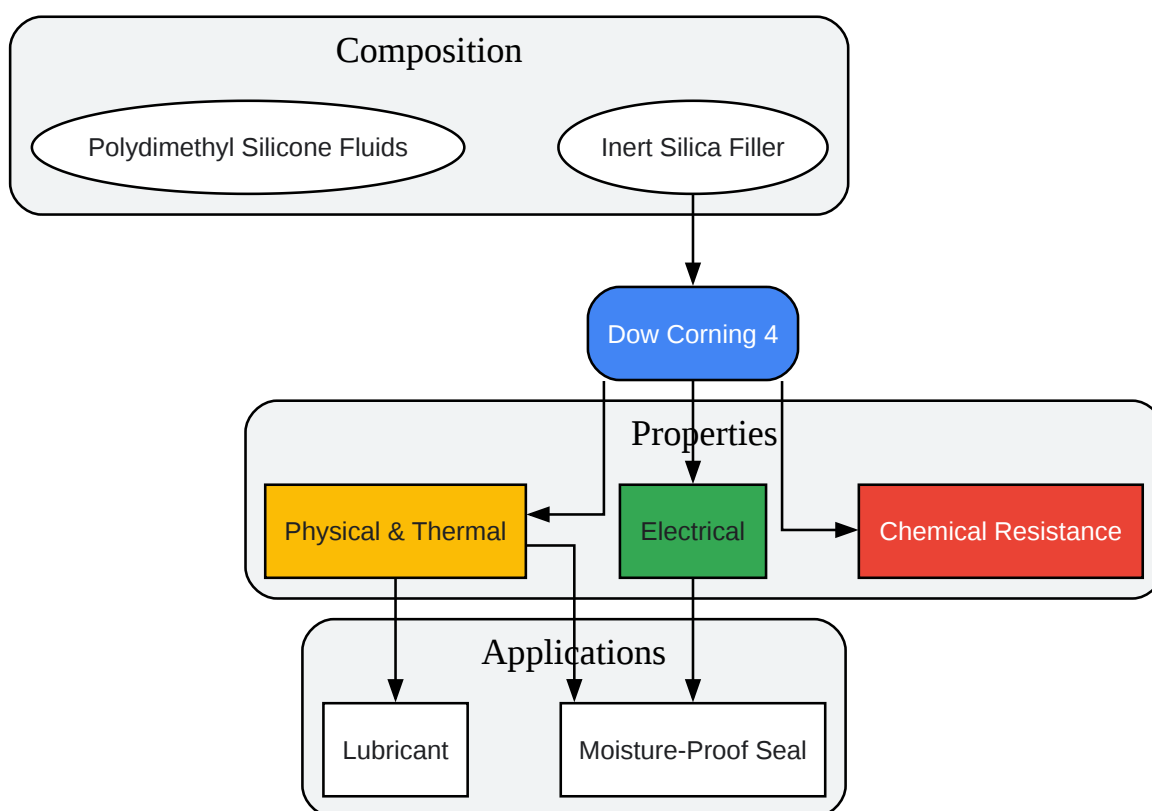 Composition
Polydimethyl Silicone Fluids
Inert Silica Filler
Dow Corning 4
Properties
Physical & Thermal
Electrical
Chemical Resistance
Applications
Lubricant
Moisture-Proof Seal